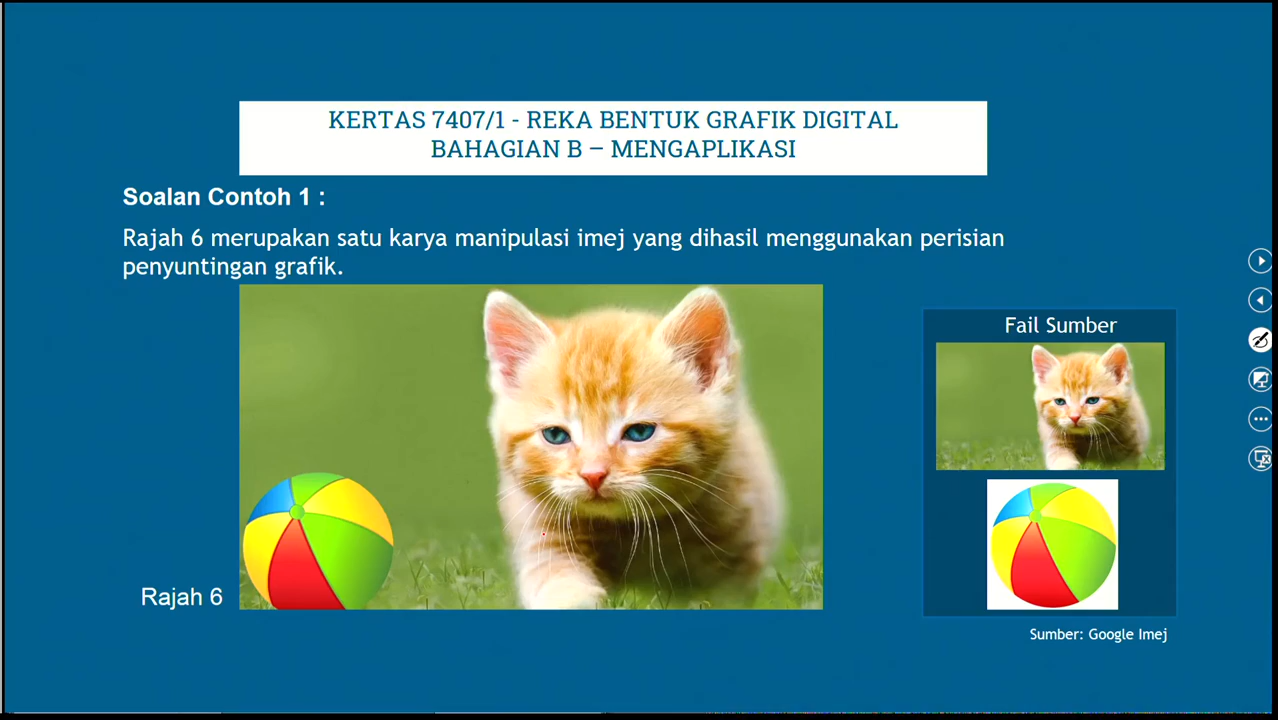 KERTAS 7407/1 - REKA BENTUK GRAFIK DIGITAL
BAHAGIAN B – MENGAPLIKASI
Soalan Contoh 1 :
Rajah 6 merupakan satu karya manipulasi imej yang dihasil menggunakan perisian
penyuntingan grafik.
Fail Sumber
Rajah 6
Sumber: Google Imej